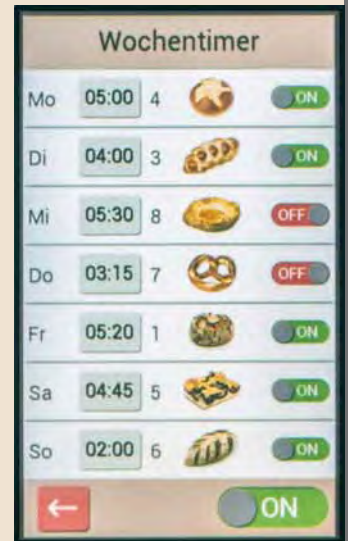 Wochentimer
Mo 05:00 4 ON
Di 04:00 3 ON
Mi 05:30 8 OFF
Do 03:15 7 OFF
Fr 05:20 1 ON
Sa 04:45 5 ON
So 02:00 6 ON
← ON